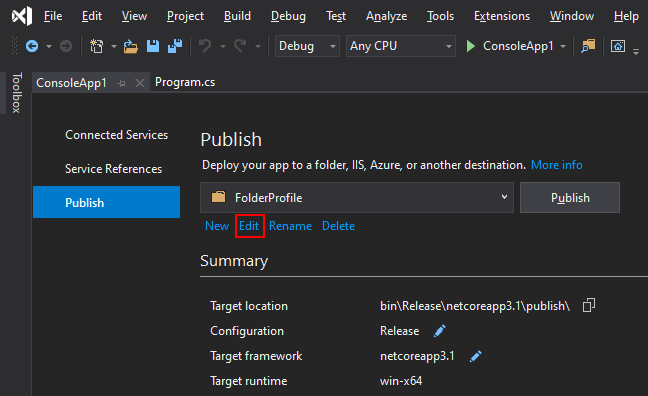 File Edit View Project Build Debug Test Analyze Tools Extensions Window Help
Debug Any CPU ConsoleApp1
Toolbox
ConsoleApp1 Program.cs
Connected Services
Service References
Publish
Publish
Deploy your app to a folder, IIS, Azure, or another destination. More info
FolderProfile Publish
New Edit Rename Delete
Summary
Target location bin\Release\netcoreapp3.1\publish\
Configuration Release
Target framework netcoreapp3.1
Target runtime win-x64